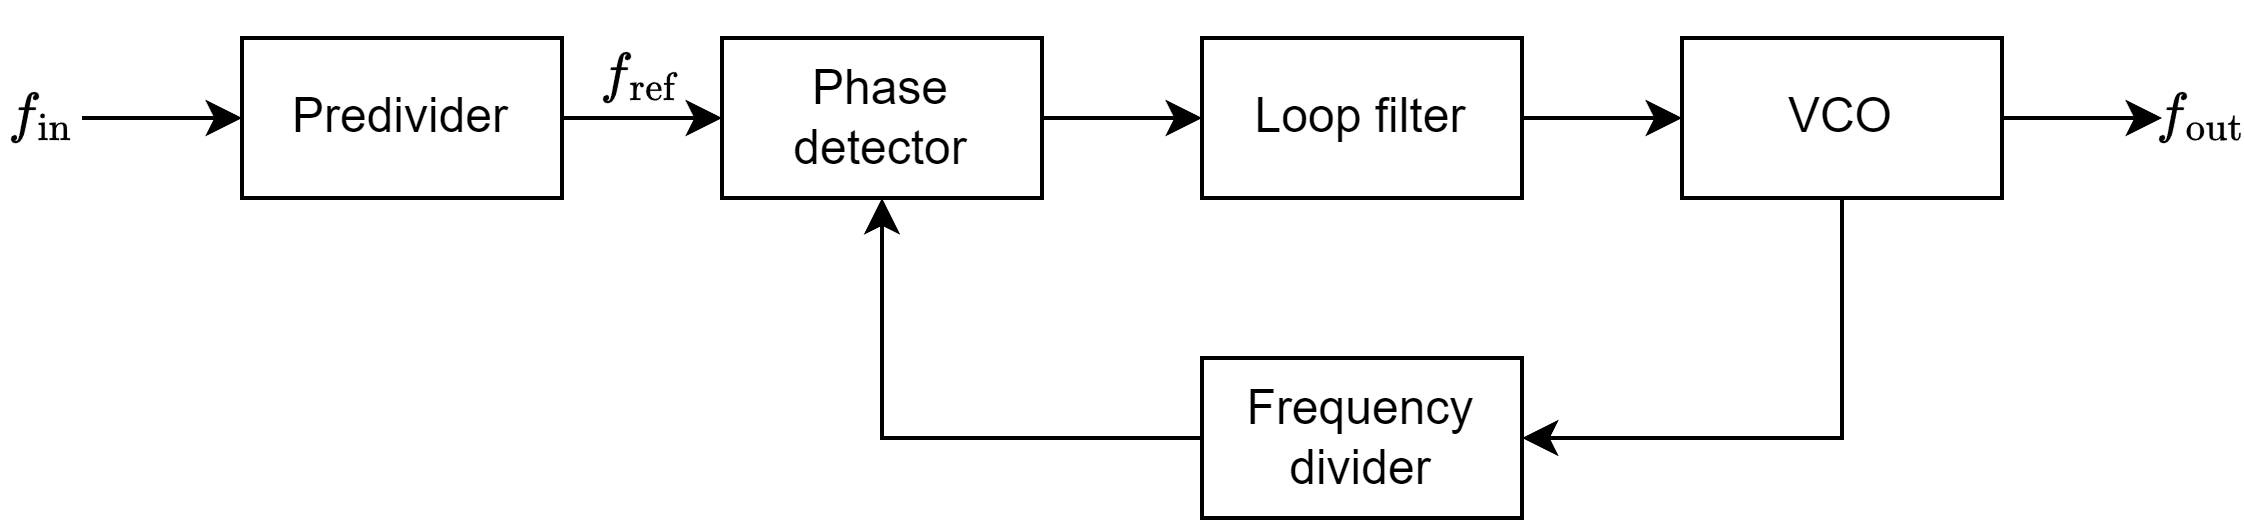 f_in
Predivider
f_ref
Phase
detector
Loop filter
VCO
f_out
Frequency
divider